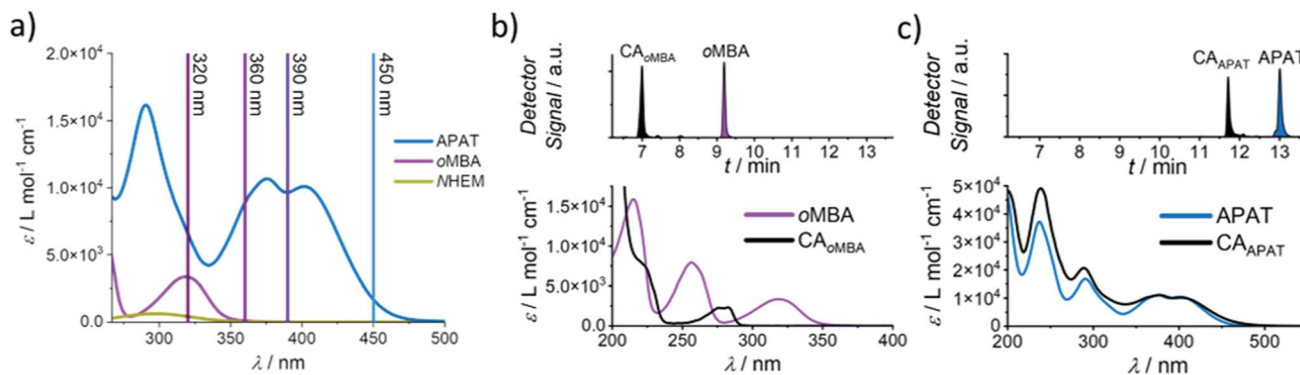 a)
2.0×10⁴
1.5×10⁴
1.0×10⁴
5.0×10³
0.0
ε / L mol⁻¹ cm⁻¹
320 nm
360 nm
390 nm
450 nm
APAT
oMBA
NHEM
300 350 400 450 500
λ / nm
b)
Detector
Signal / a.u.
CAoMBA
oMBA
7 8 9 10 11 12 13
t / min
1.5×10⁴
1.0×10⁴
5.0×10³
0.0
ε / L mol⁻¹ cm⁻¹
oMBA
CAoMBA
200 250 300 350 400
λ / nm
c)
Detector
Signal / a.u.
CAAPAT
APAT
7 8 9 10 11 12 13
t / min
5×10⁴
4×10⁴
3×10⁴
2×10⁴
1×10⁴
0
ε / L mol⁻¹ cm⁻¹
APAT
CAAPAT
200 300 400 500
λ / nm